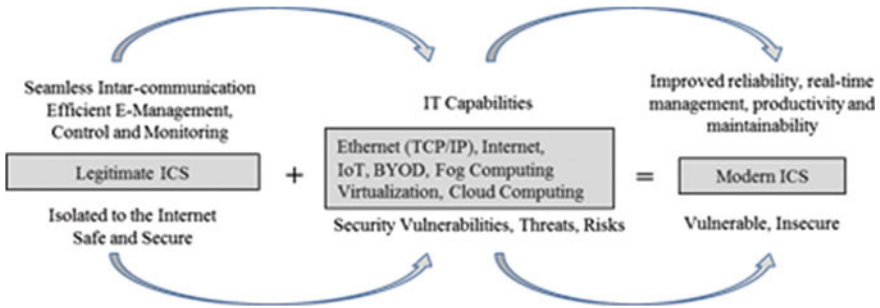 Seamless Intar-communication
Efficient E-Management,
Control and Monitoring
Legitimate ICS
Isolated to the Internet
Safe and Secure
+
IT Capabilities
Ethernet (TCP/IP), Internet,
IoT, BYOD, Fog Computing
Virtualization, Cloud Computing
Security Vulnerabilities, Threats, Risks
=
Improved reliability, real-time
management, productivity and
maintainability
Modern ICS
Vulnerable, Insecure